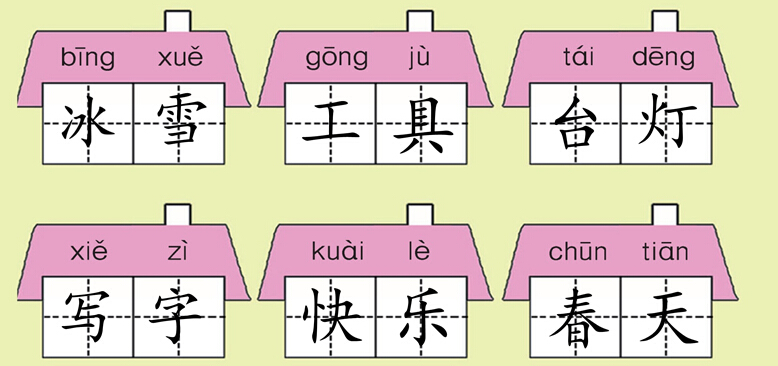 bīng xuě gōng jù tái dēng
冰雪 工具 台灯
xiě zì kuài lè chūn tiān
写字 快乐 春天